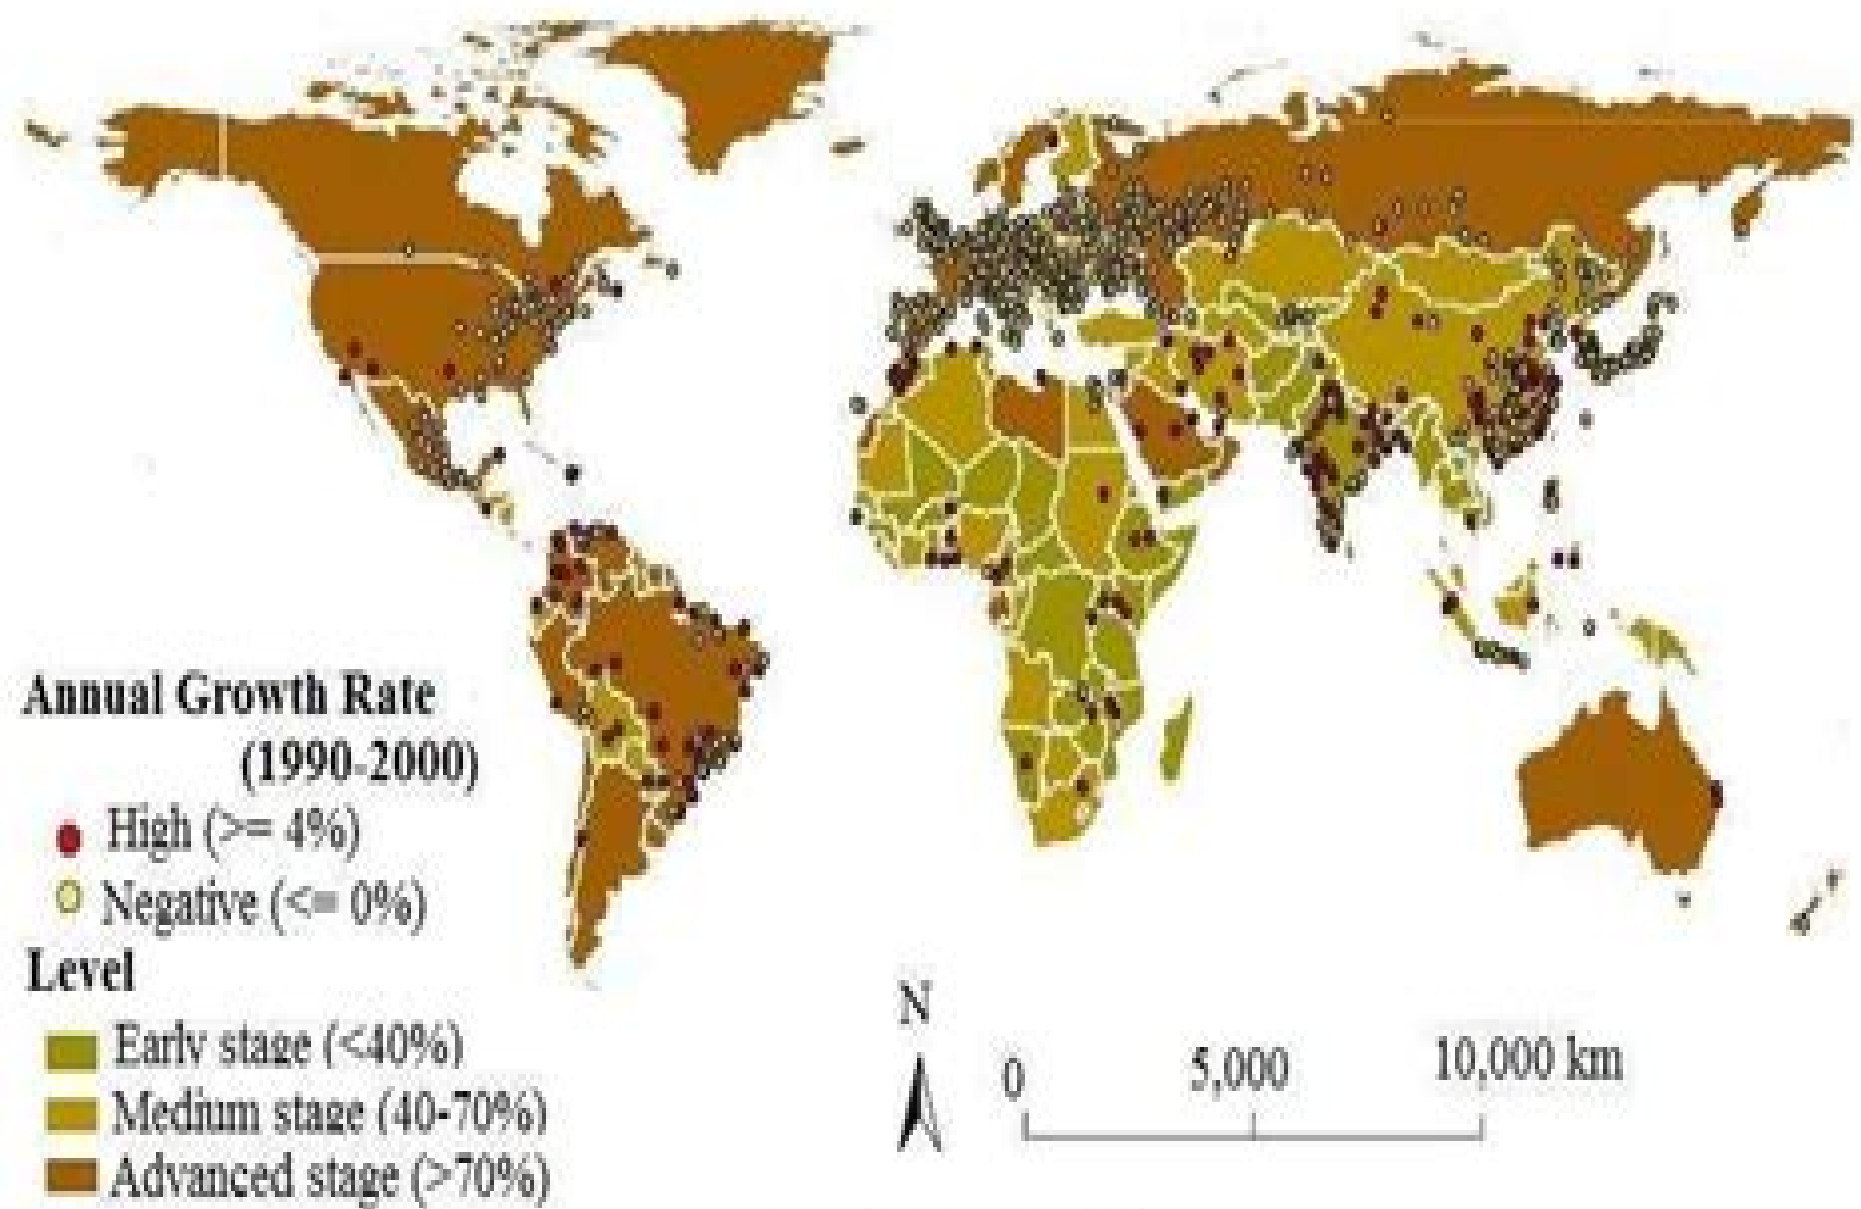 Annual Growth Rate
(1990-2000)
High (>= 4%)
Negative (<= 0%)
Level
Early stage (<40%)
Medium stage (40-70%)
Advanced stage (>70%)
N
0 5,000 10,000 km